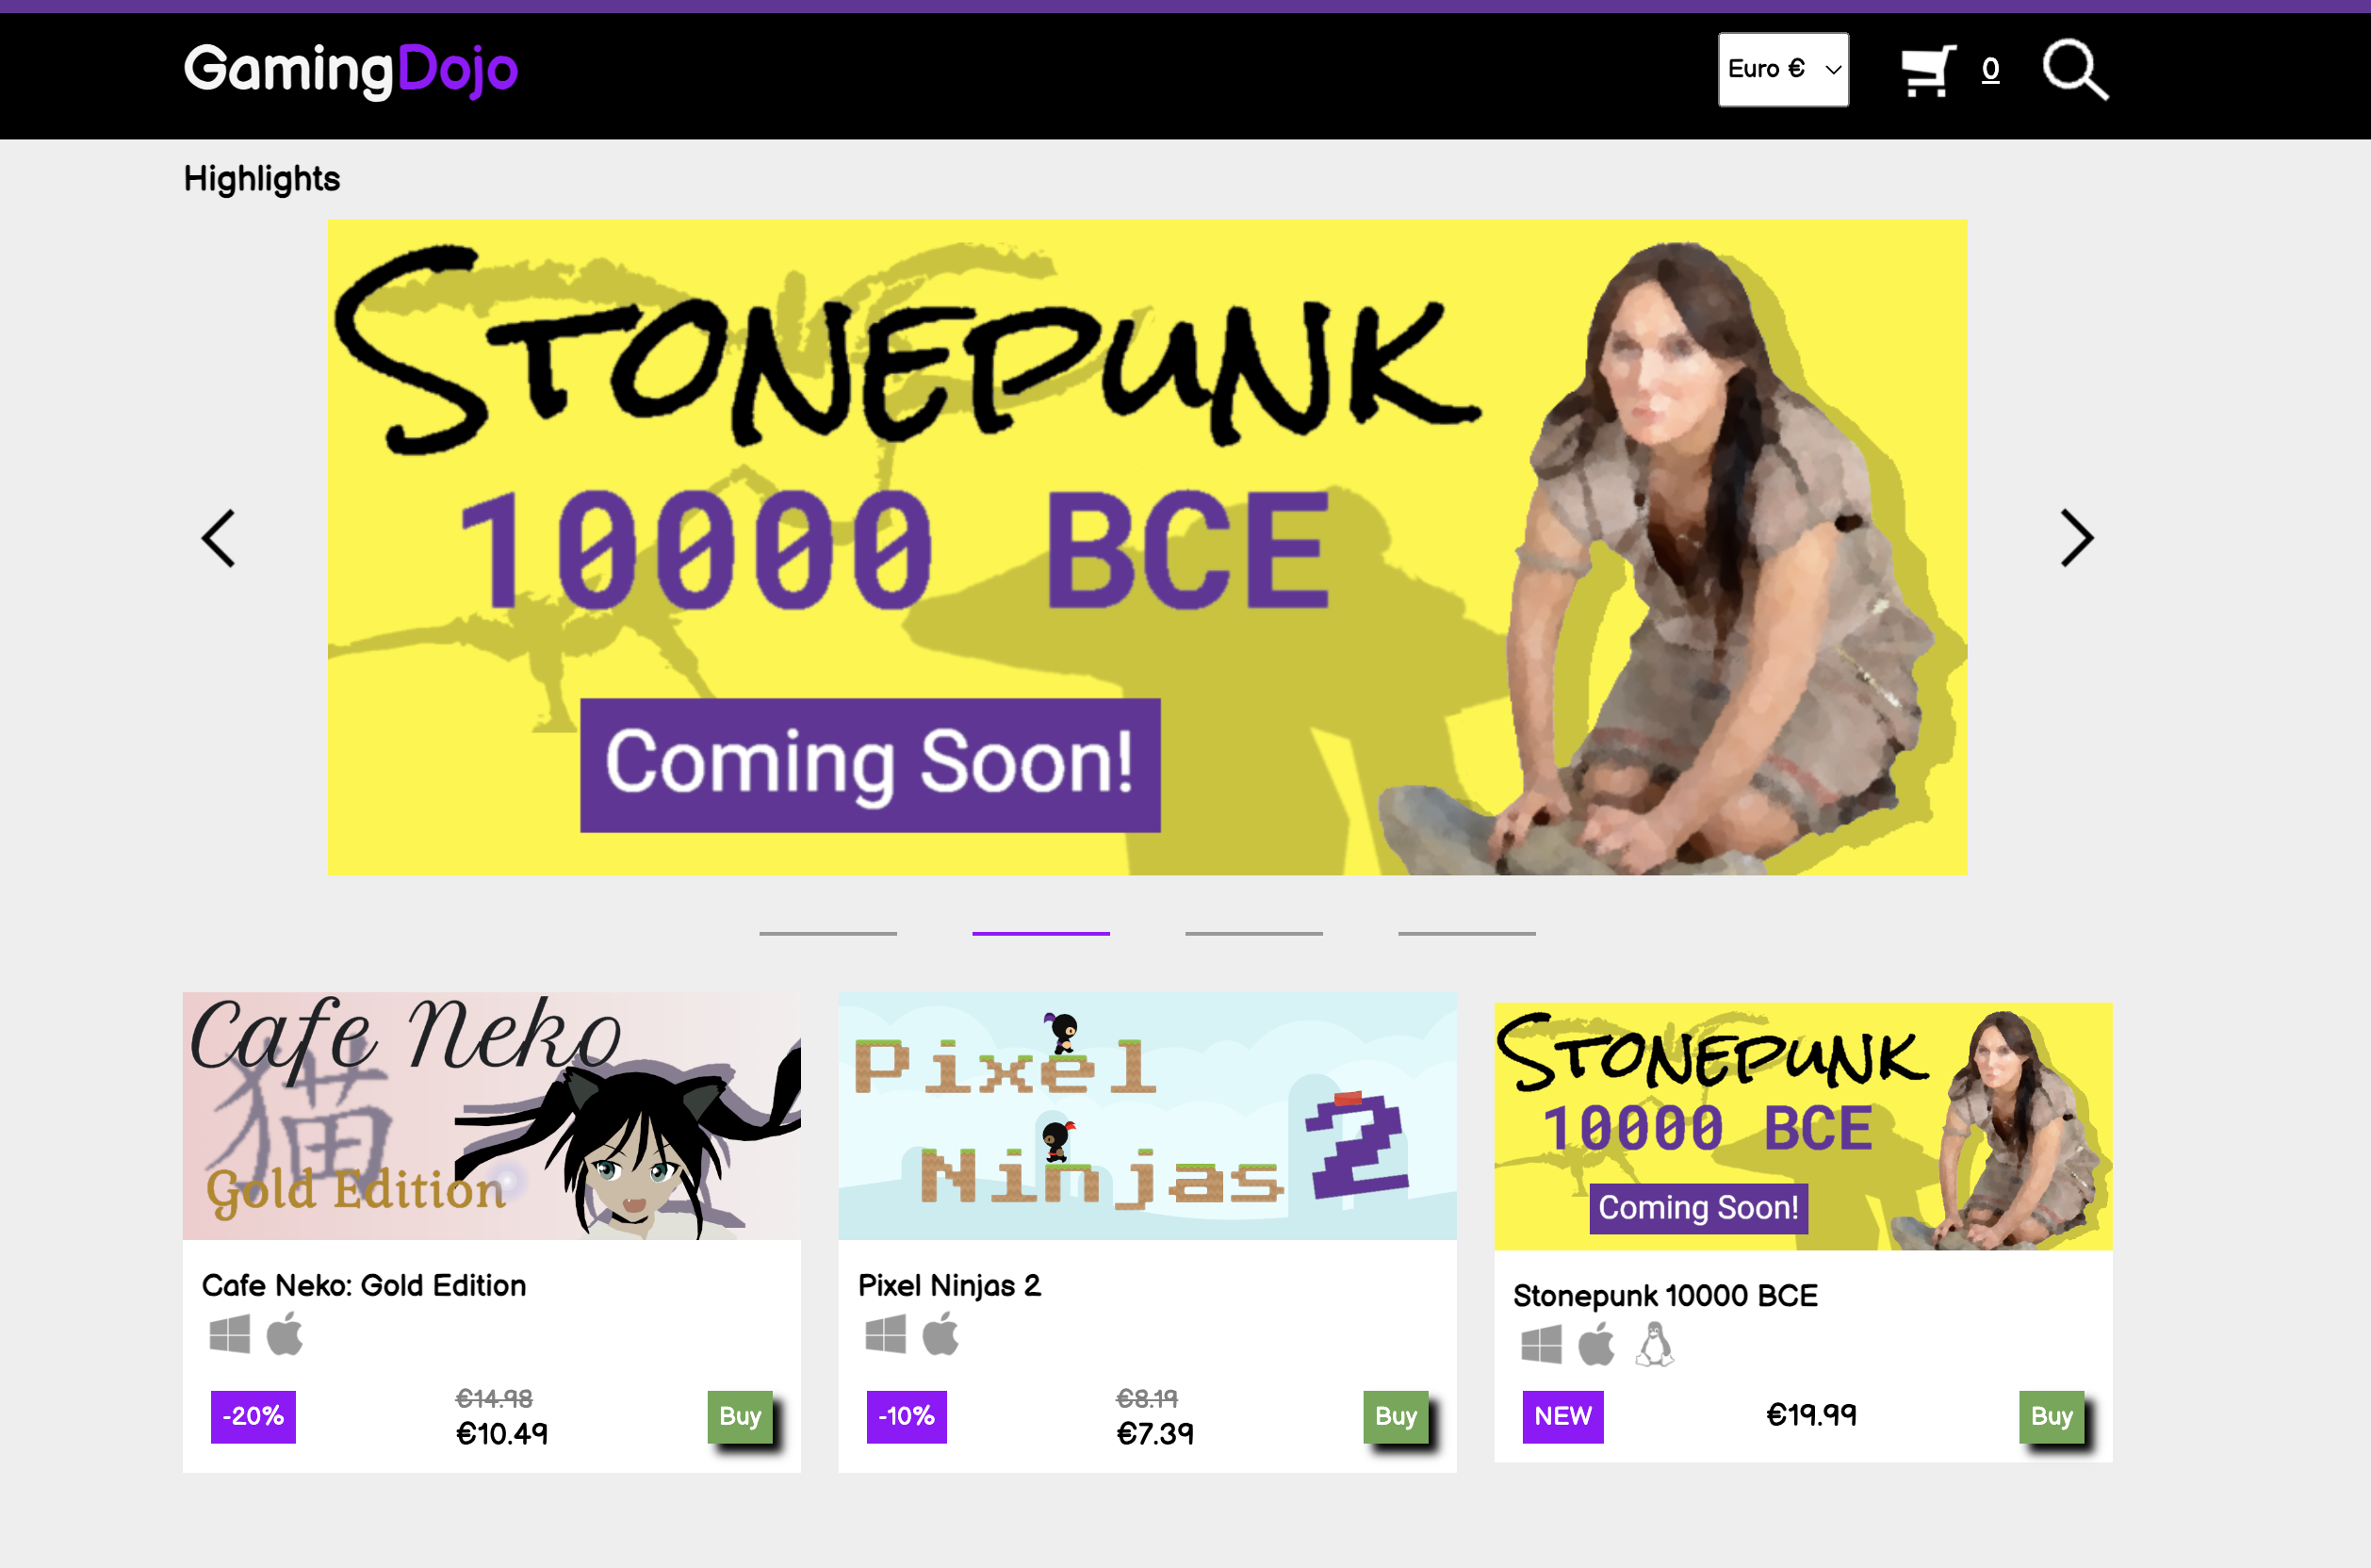 GamingDojo
Euro €
0
Highlights
STONEPUNK
10000 BCE
Coming Soon!
Cafe Neko
猫
Gold Edition
Cafe Neko: Gold Edition
-20%
€14.98
€10.49
Buy
Pixel
Ninjas 2
Pixel Ninjas 2
-10%
€8.19
€7.39
Buy
STONEPUNK
10000 BCE
Coming Soon!
Stonepunk 10000 BCE
NEW
€19.99
Buy